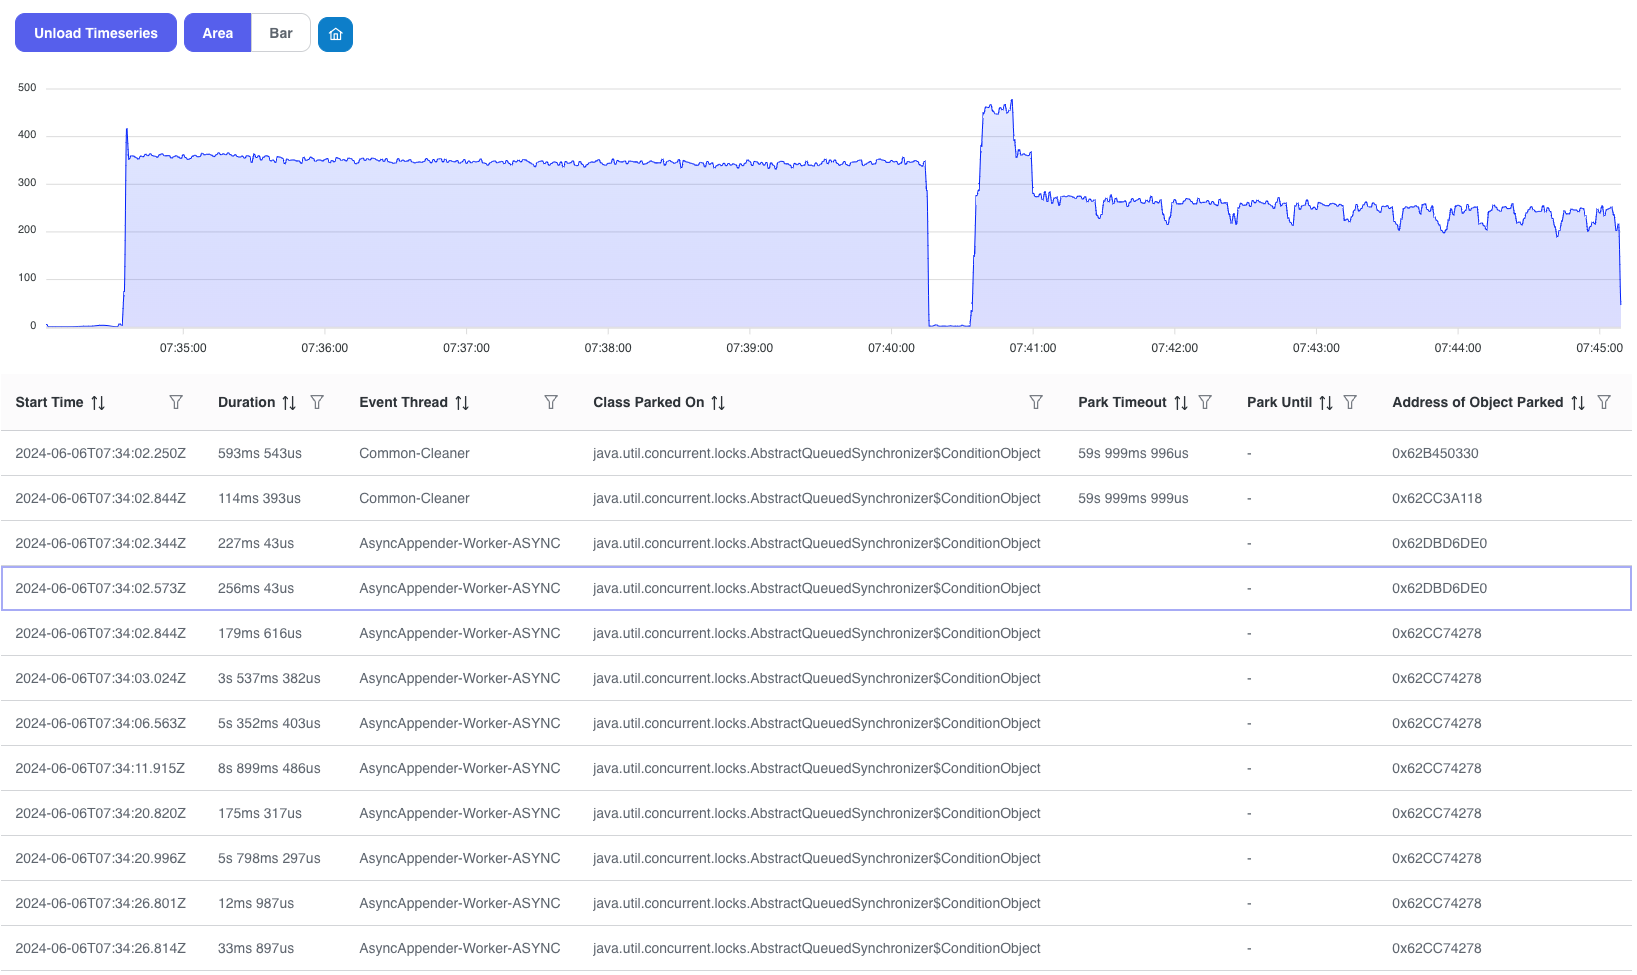 Unload Timeseries Area Bar
500
400
300
200
100
0
07:35:00 07:36:00 07:37:00 07:38:00 07:39:00 07:40:00 07:41:00 07:42:00 07:43:00 07:44:00 07:45:00
Start Time Duration Event Thread Class Parked On Park Timeout Park Until Address of Object Parked
2024-06-06T07:34:02.250Z 593ms 543us Common-Cleaner java.util.concurrent.locks.AbstractQueuedSynchronizer$ConditionObject 59s 999ms 996us - 0x62B450330
2024-06-06T07:34:02.844Z 114ms 393us Common-Cleaner java.util.concurrent.locks.AbstractQueuedSynchronizer$ConditionObject 59s 999ms 999us - 0x62CC3A118
2024-06-06T07:34:02.344Z 227ms 43us AsyncAppender-Worker-ASYNC java.util.concurrent.locks.AbstractQueuedSynchronizer$ConditionObject - 0x62DBD6DE0
2024-06-06T07:34:02.573Z 256ms 43us AsyncAppender-Worker-ASYNC java.util.concurrent.locks.AbstractQueuedSynchronizer$ConditionObject - 0x62DBD6DE0
2024-06-06T07:34:02.844Z 179ms 616us AsyncAppender-Worker-ASYNC java.util.concurrent.locks.AbstractQueuedSynchronizer$ConditionObject - 0x62CC74278
2024-06-06T07:34:03.024Z 3s 537ms 382us AsyncAppender-Worker-ASYNC java.util.concurrent.locks.AbstractQueuedSynchronizer$ConditionObject - 0x62CC74278
2024-06-06T07:34:06.563Z 5s 352ms 403us AsyncAppender-Worker-ASYNC java.util.concurrent.locks.AbstractQueuedSynchronizer$ConditionObject - 0x62CC74278
2024-06-06T07:34:11.915Z 8s 899ms 486us AsyncAppender-Worker-ASYNC java.util.concurrent.locks.AbstractQueuedSynchronizer$ConditionObject - 0x62CC74278
2024-06-06T07:34:20.820Z 175ms 317us AsyncAppender-Worker-ASYNC java.util.concurrent.locks.AbstractQueuedSynchronizer$ConditionObject - 0x62CC74278
2024-06-06T07:34:20.996Z 5s 798ms 297us AsyncAppender-Worker-ASYNC java.util.concurrent.locks.AbstractQueuedSynchronizer$ConditionObject - 0x62CC74278
2024-06-06T07:34:26.801Z 12ms 987us AsyncAppender-Worker-ASYNC java.util.concurrent.locks.AbstractQueuedSynchronizer$ConditionObject - 0x62CC74278
2024-06-06T07:34:26.814Z 33ms 897us AsyncAppender-Worker-ASYNC java.util.concurrent.locks.AbstractQueuedSynchronizer$ConditionObject - 0x62CC74278